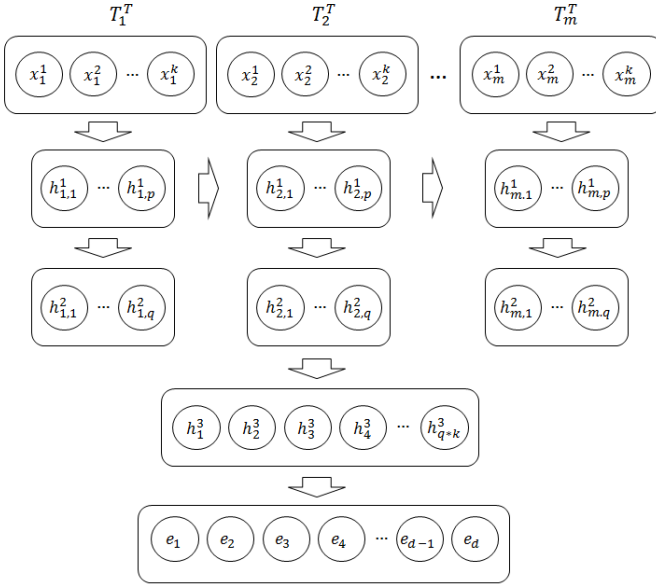 T_1^T T_2^T T_m^T
x_1^1 x_1^2 ··· x_1^k x_2^1 x_2^2 ··· x_2^k ... x_m^1 x_m^2 ··· x_m^k
h_{1,1}^1 ··· h_{1,p}^1 h_{2,1}^1 ··· h_{2,p}^1 h_{m.1}^1 ··· h_{m,p}^1
h_{1,1}^2 ··· h_{1,q}^2 h_{2,1}^2 ··· h_{2,q}^2 h_{m,1}^2 ··· h_{m.q}^2
h_1^3 h_2^3 h_3^3 h_4^3 ··· h_{q*k}^3
e_1 e_2 e_3 e_4 ··· e_{d-1} e_d